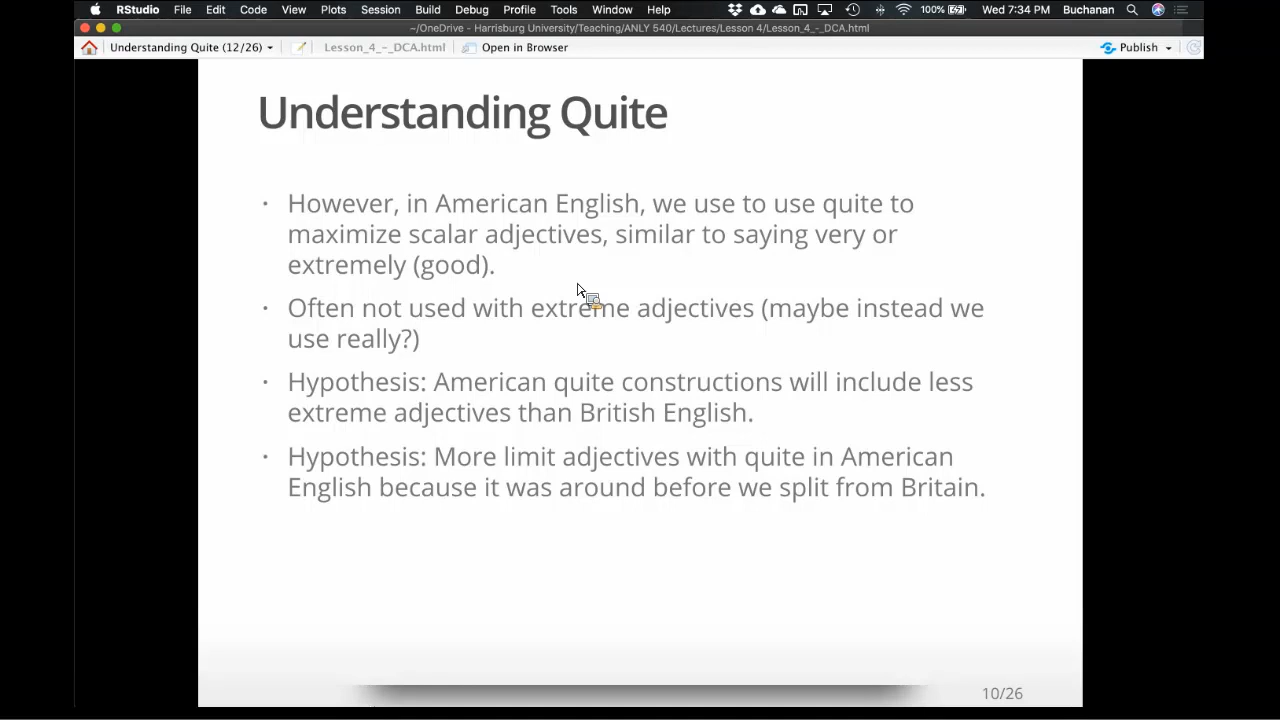 RStudio File Edit Code View Plots Session Build Debug Profile Tools Window Help 100% Wed 7:34 PM Buchanan
~/OneDrive - Harrisburg University/Teaching/ANLY 540/Lectures/Lesson 4/Lesson_4_-_DCA.html
Understanding Quite (12/26) Lesson_4_-_DCA.html Open in Browser Publish
Understanding Quite
· However, in American English, we use to use quite to
maximize scalar adjectives, similar to saying very or
extremely (good).
· Often not used with extreme adjectives (maybe instead we
use really?)
· Hypothesis: American quite constructions will include less
extreme adjectives than British English.
· Hypothesis: More limit adjectives with quite in American
English because it was around before we split from Britain.
10/26